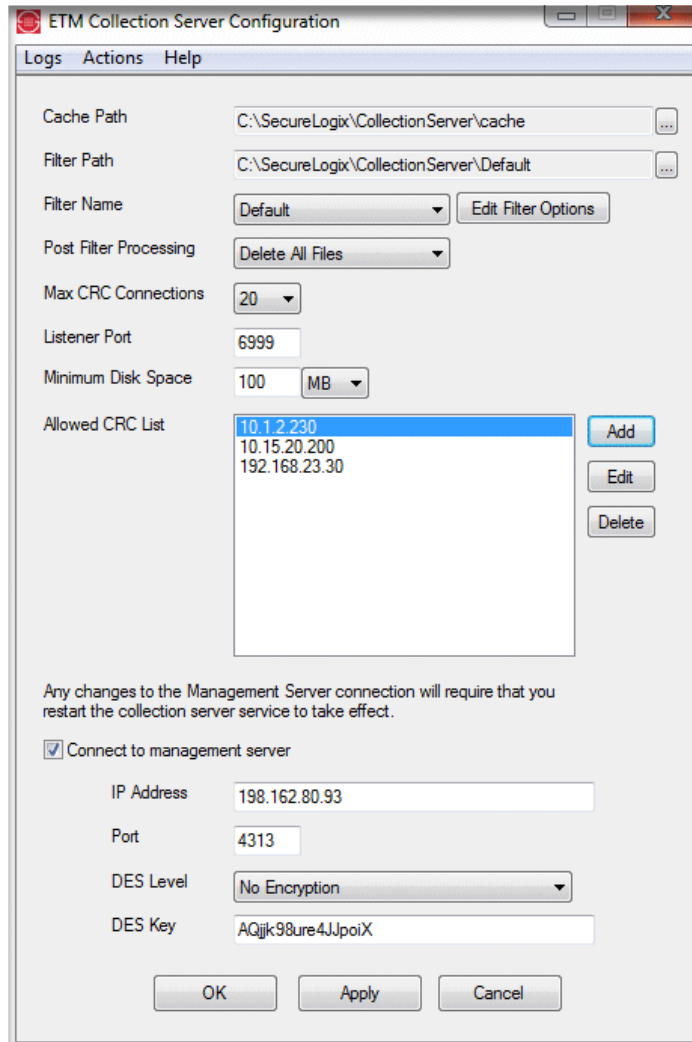 ETM Collection Server Configuration
Logs Actions Help
Cache Path C:\SecureLogix\CollectionServer\cache ...
Filter Path C:\SecureLogix\CollectionServer\Default ...
Filter Name Default Edit Filter Options
Post Filter Processing Delete All Files
Max CRC Connections 20
Listener Port 6999
Minimum Disk Space 100 MB
Allowed CRC List 10.1.2.230 Add
10.15.20.200
192.168.23.30 Edit
Delete
Any changes to the Management Server connection will require that you
restart the collection server service to take effect.
Connect to management server
IP Address 198.162.80.93
Port 4313
DES Level No Encryption
DES Key AQjjk98ure4JJpoiX
OK Apply Cancel